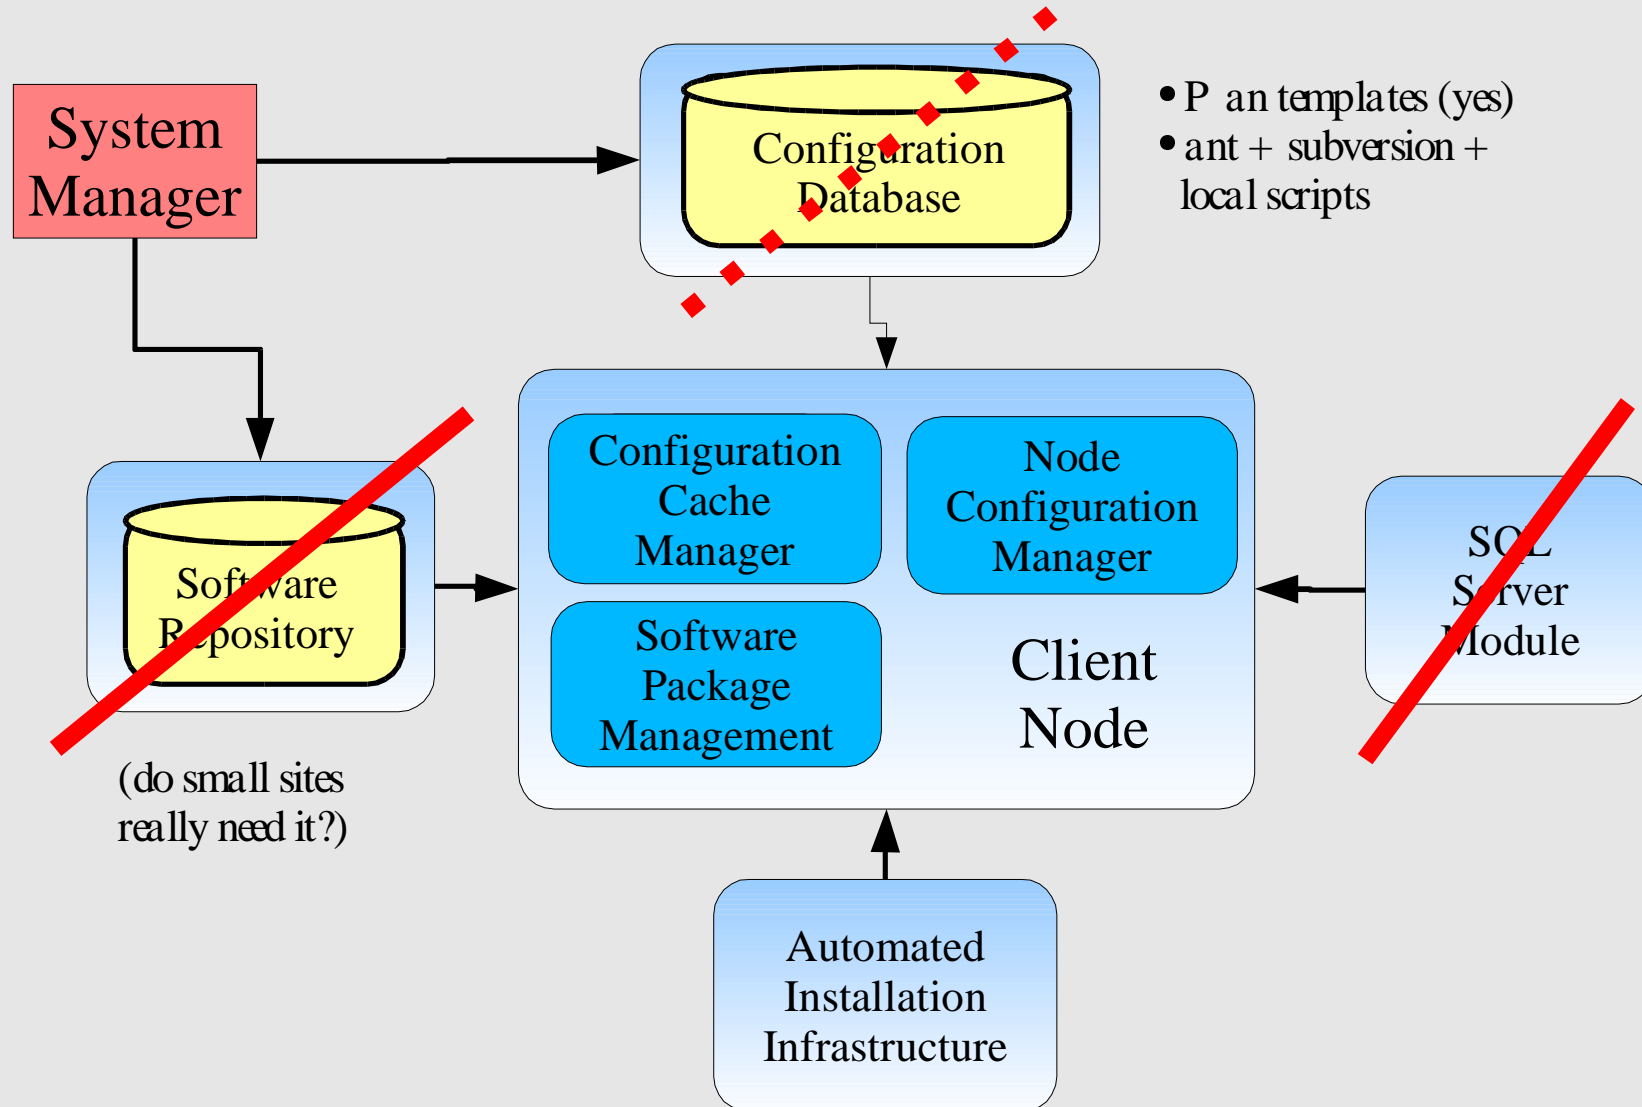 System
Manager
Configuration
Database
• Pan templates (yes)
• ant + subversion +
local scripts
Configuration
Cache
Manager
Node
Configuration
Manager
Software
Repository
Software
Package
Management
Client
Node
SQL
Server
Module
(do small sites
really need it?)
Automated
Installation
Infrastructure